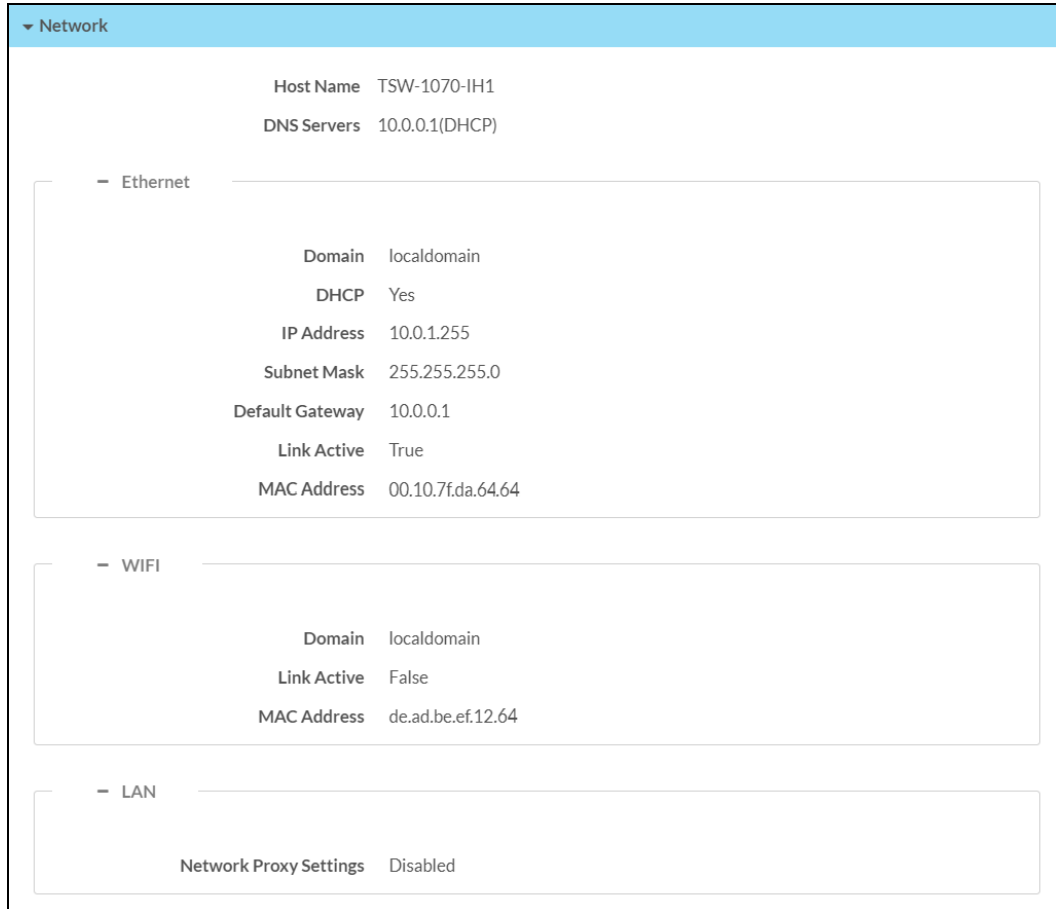 Network
Host Name TSW-1070-IH1
DNS Servers 10.0.0.1(DHCP)
Ethernet
Domain localdomain
DHCP Yes
IP Address 10.0.1.255
Subnet Mask 255.255.255.0
Default Gateway 10.0.0.1
Link Active True
MAC Address 00.10.7f.da.64.64
WIFI
Domain localdomain
Link Active False
MAC Address de.ad.be.ef.12.64
LAN
Network Proxy Settings Disabled